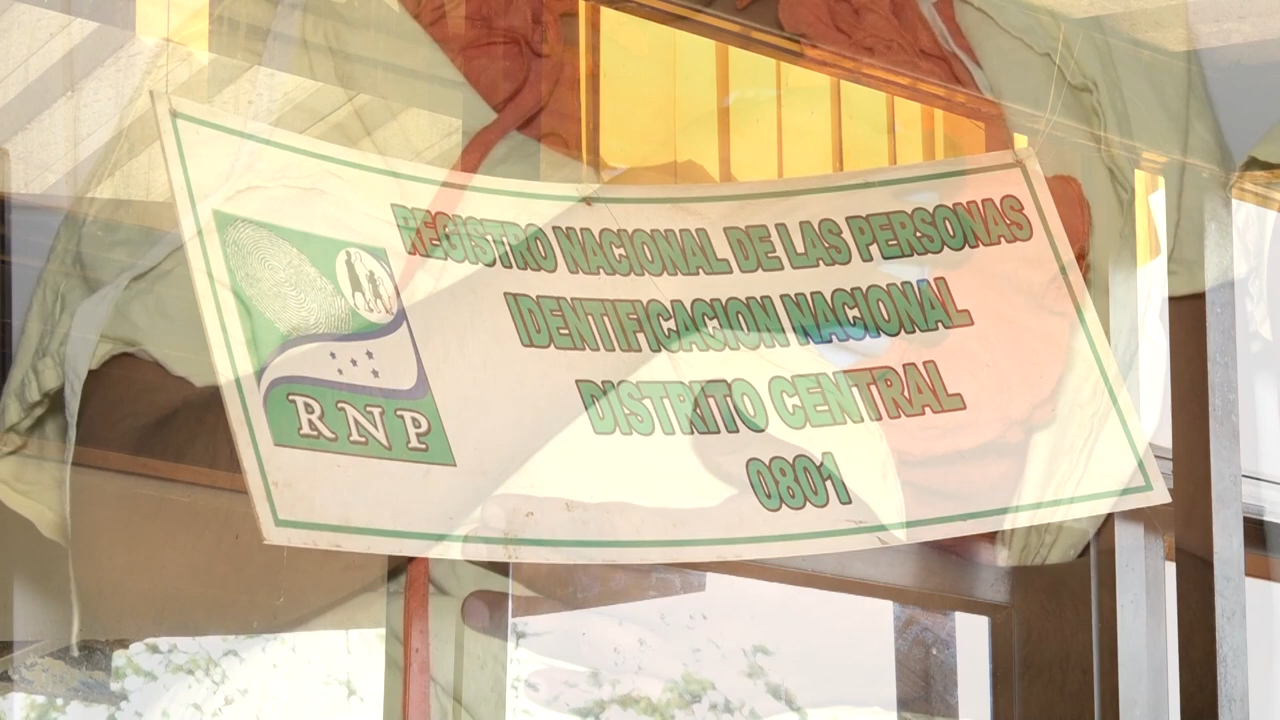 REGISTRO NACIONAL DE LAS PERSONAS
IDENTIFICACION NACIONAL
DISTRITO CENTRAL
0801
RNP